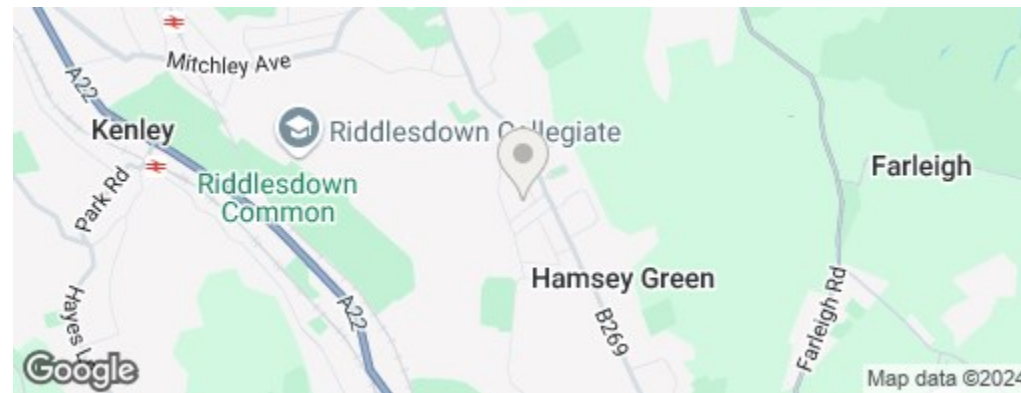 Mitchley Ave
A22
Kenley
Riddlesdown Collegiate
Farleigh
Park Rd
Riddlesdown
Common
Hamsey Green
Hayes L
A22
B269
Farleigh Rd
Google
Map data ©2024